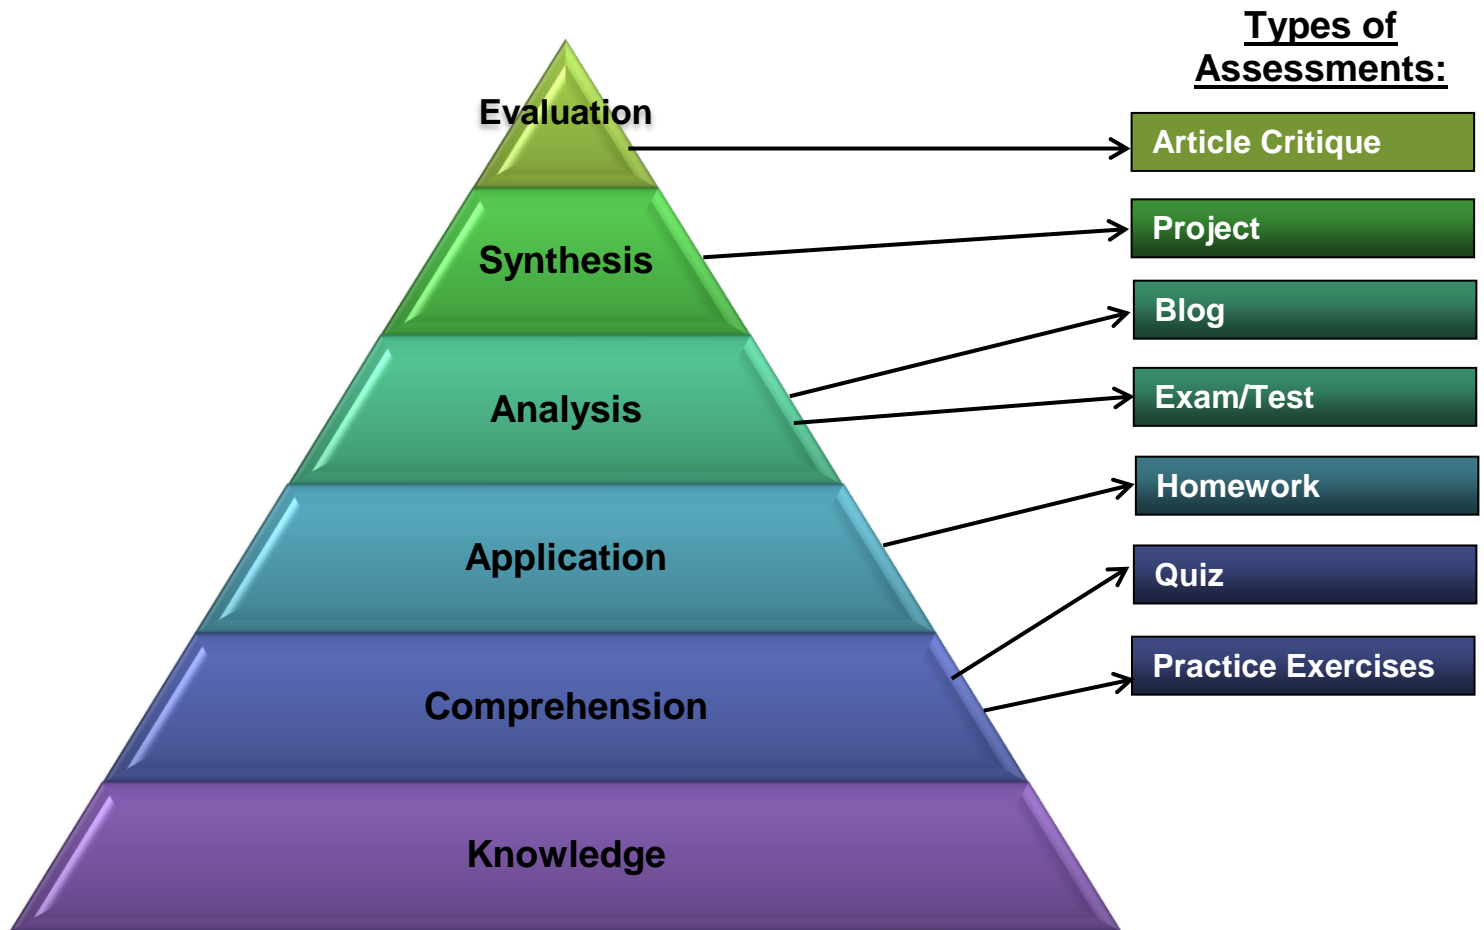 Types of
Assessments:
Evaluation
Article Critique
Synthesis
Project
Blog
Analysis
Exam/Test
Homework
Application
Quiz
Comprehension
Practice Exercises
Knowledge